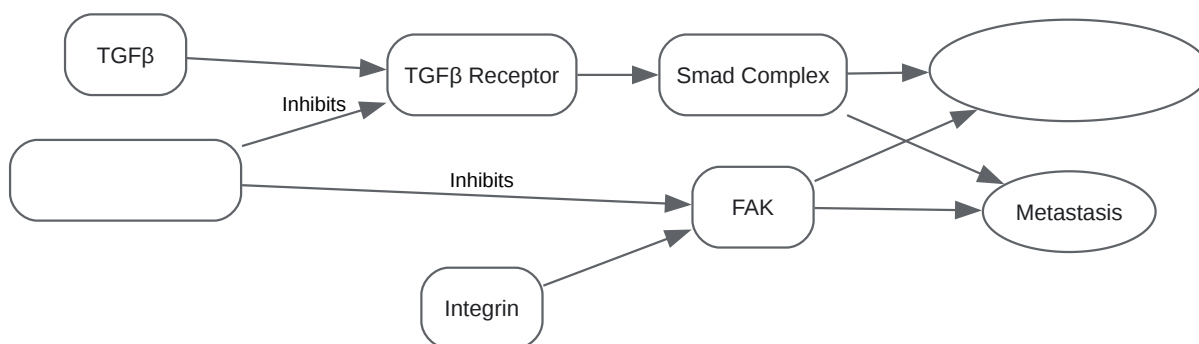 TGFβ
TGFβ Receptor
Smad Complex
Inhibits
Inhibits
FAK
Metastasis
Integrin